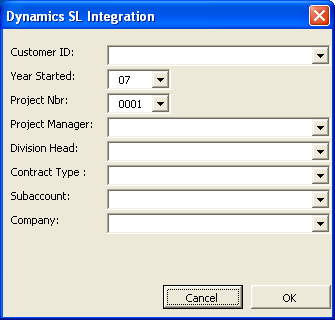 Dynamics SL Integration
Customer ID:
Year Started: 07
Project Nbr: 0001
Project Manager:
Division Head:
Contract Type :
Subaccount:
Company:
Cancel OK